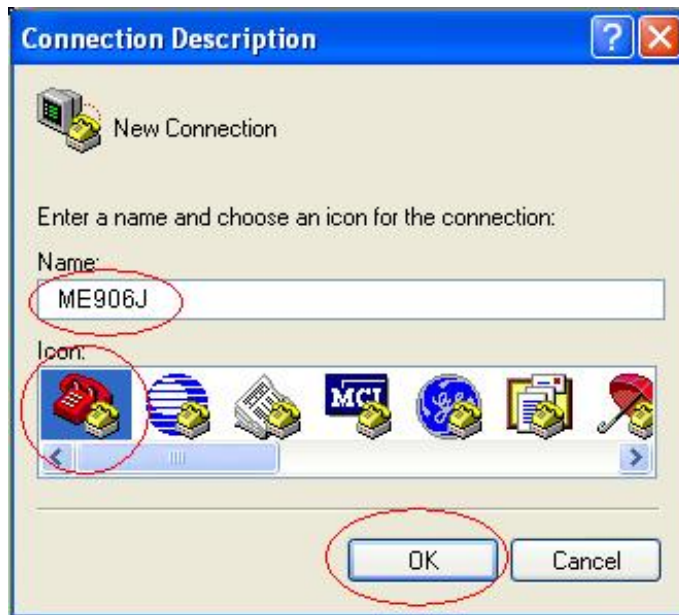 Connection Description
New Connection
Enter a name and choose an icon for the connection:
Name:
ME906J
Icon:
MCI
OK Cancel